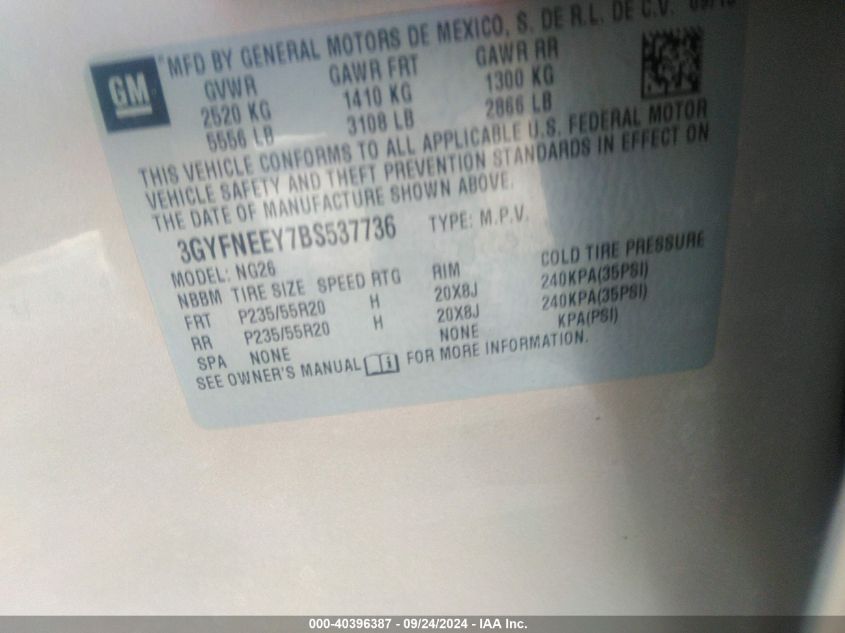 GM
MFD BY GENERAL MOTORS DE MEXICO, S. DE R.L. DE C.V. 09/10
GVWR GAWR FRT GAWR RR
2520 KG 1410 KG 1300 KG
5556 LB 3108 LB 2866 LB
THIS VEHICLE CONFORMS TO ALL APPLICABLE U.S. FEDERAL MOTOR
VEHICLE SAFETY AND THEFT PREVENTION STANDARDS IN EFFECT ON
THE DATE OF MANUFACTURE SHOWN ABOVE.
3GYFNEEY7BS537736 TYPE: M.P.V.
MODEL: NG26
NBBM TIRE SIZE SPEED RTG RIM COLD TIRE PRESSURE
FRT P235/55R20 H 20X8J 240KPA(35PSI)
RR P235/55R20 H 20X8J 240KPA(35PSI)
SPA NONE NONE KPA(PSI)
SEE OWNER'S MANUAL FOR MORE INFORMATION.
000-40396387 - 09/24/2024 - IAA Inc.